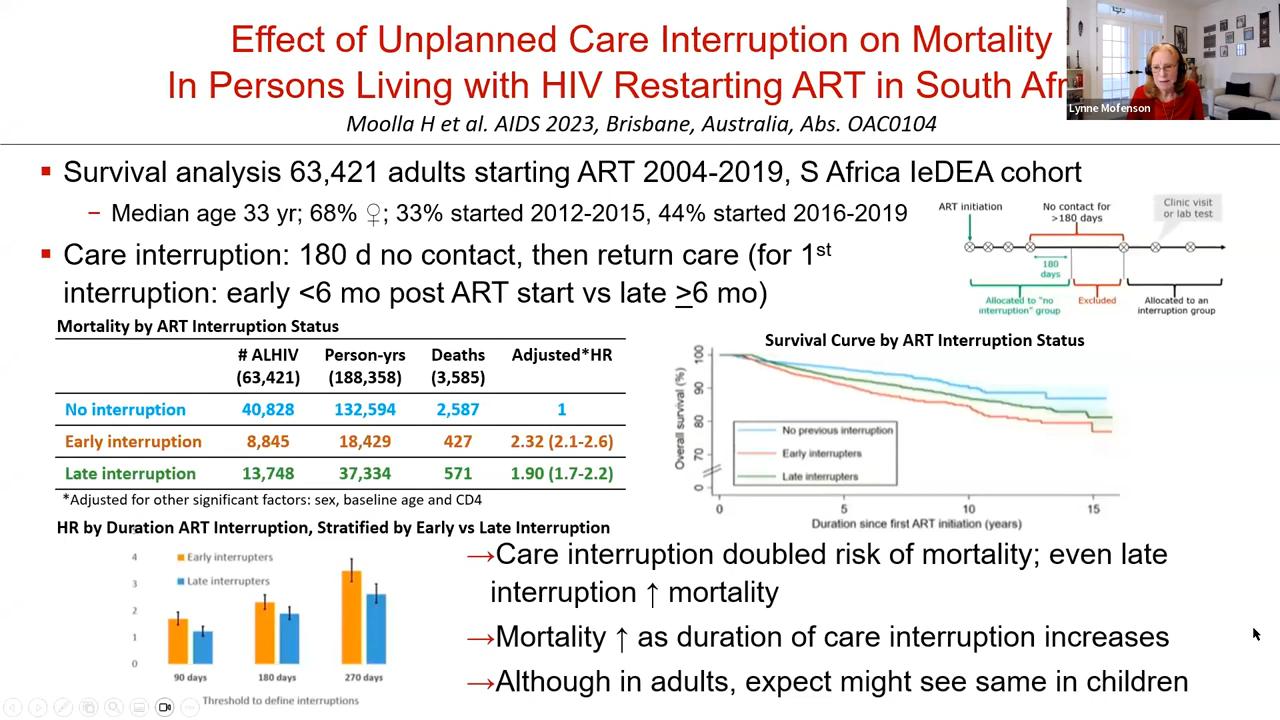 Effect of Unplanned Care Interruption on Mortality
In Persons Living with HIV Restarting ART in South Afr
Lynne Mofenson
Moolla H et al. AIDS 2023, Brisbane, Australia, Abs. OAC0104
▪ Survival analysis 63,421 adults starting ART 2004-2019, S Africa IeDEA cohort
– Median age 33 yr; 68% ♀; 33% started 2012-2015, 44% started 2016-2019
▪ Care interruption: 180 d no contact, then return care (for 1st
interruption: early <6 mo post ART start vs late ≥6 mo)
ART initiation
No contact for
>180 days
Clinic visit
or lab test
180
days
Allocated to "no
interruption" group
Excluded
Allocated to an
interruption group
Mortality by ART Interruption Status
# ALHIV Person-yrs Deaths Adjusted*HR
(63,421) (188,358) (3,585)
No interruption 40,828 132,594 2,587 1
Early interruption 8,845 18,429 427 2.32 (2.1-2.6)
Late interruption 13,748 37,334 571 1.90 (1.7-2.2)
*Adjusted for other significant factors: sex, baseline age and CD4
Survival Curve by ART Interruption Status
Overall survival (%)
100
90
80
70
0
No previous interruption
Early interrupters
Late interrupters
0 5 10 15
Duration since first ART initiation (years)
HR by Duration ART Interruption, Stratified by Early vs Late Interruption
4
3
2
1
0
Early interrupters
Late interrupters
90 days 180 days 270 days
Threshold to define interruptions
→Care interruption doubled risk of mortality; even late
interruption ↑ mortality
→Mortality ↑ as duration of care interruption increases
→Although in adults, expect might see same in children